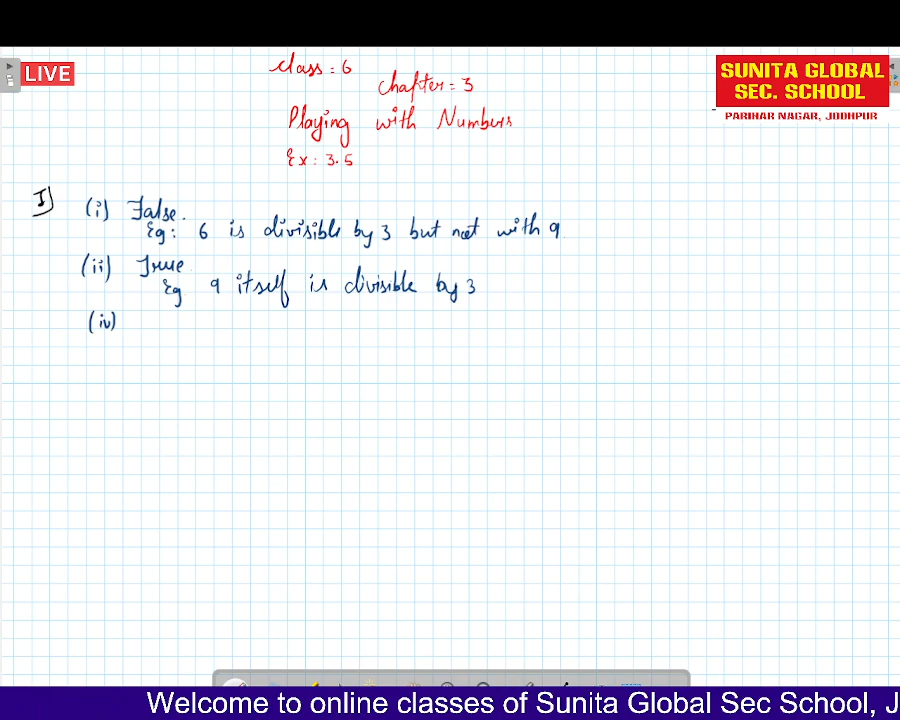 LIVE
class : 6
chapter = 3
Playing with Numbers
Ex : 3.5
SUNITA GLOBAL
SEC. SCHOOL
PARIHAR NAGAR, JODHPUR
I)
(i) False.
Eg: 6 is divisible by 3 but not with 9
(ii) True
Eg 9 itself is divisible by 3
(iv)
Welcome to online classes of Sunita Global Sec School, J